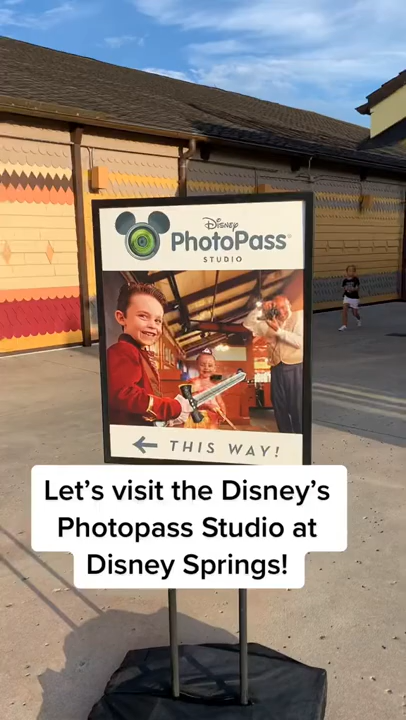 Disney
PhotoPass
STUDIO
← THIS WAY!
Let's visit the Disney's
Photopass Studio at
Disney Springs!